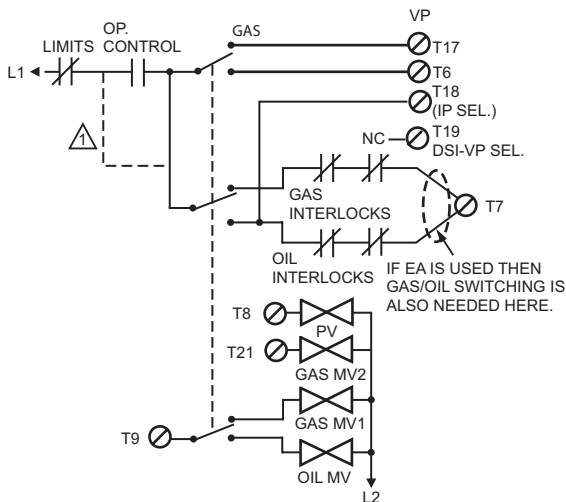 VP
OP.
CONTROL
LIMITS
GAS
L1
T17
T6
T18
(IP SEL.)
1
NC
T19
DSI-VP SEL.
GAS
INTERLOCKS
T7
OIL
INTERLOCKS
IF EA IS USED THEN
GAS/OIL SWITCHING IS
ALSO NEEDED HERE.
T8
PV
T21
GAS MV2
GAS MV1
T9
OIL MV
L2